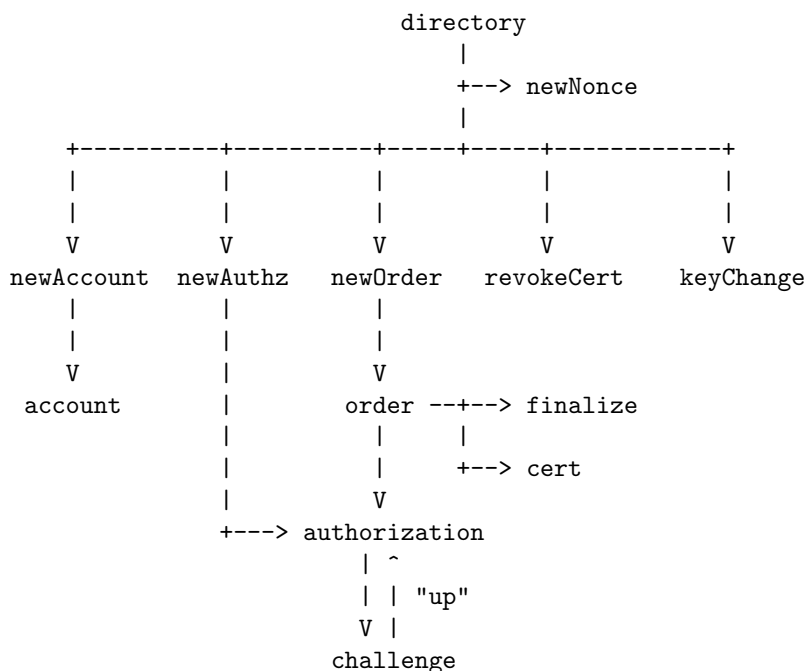 directory
|
+--> newNonce
|
+----------+----------+-----+-----+------------+
| | | | |
| | | | |
V V V V V
newAccount newAuthz newOrder revokeCert keyChange
| | |
| | |
V | V
account | order --+--> finalize
| | |
| | +--> cert
| V
+---> authorization
| ^
| | "up"
V |
challenge